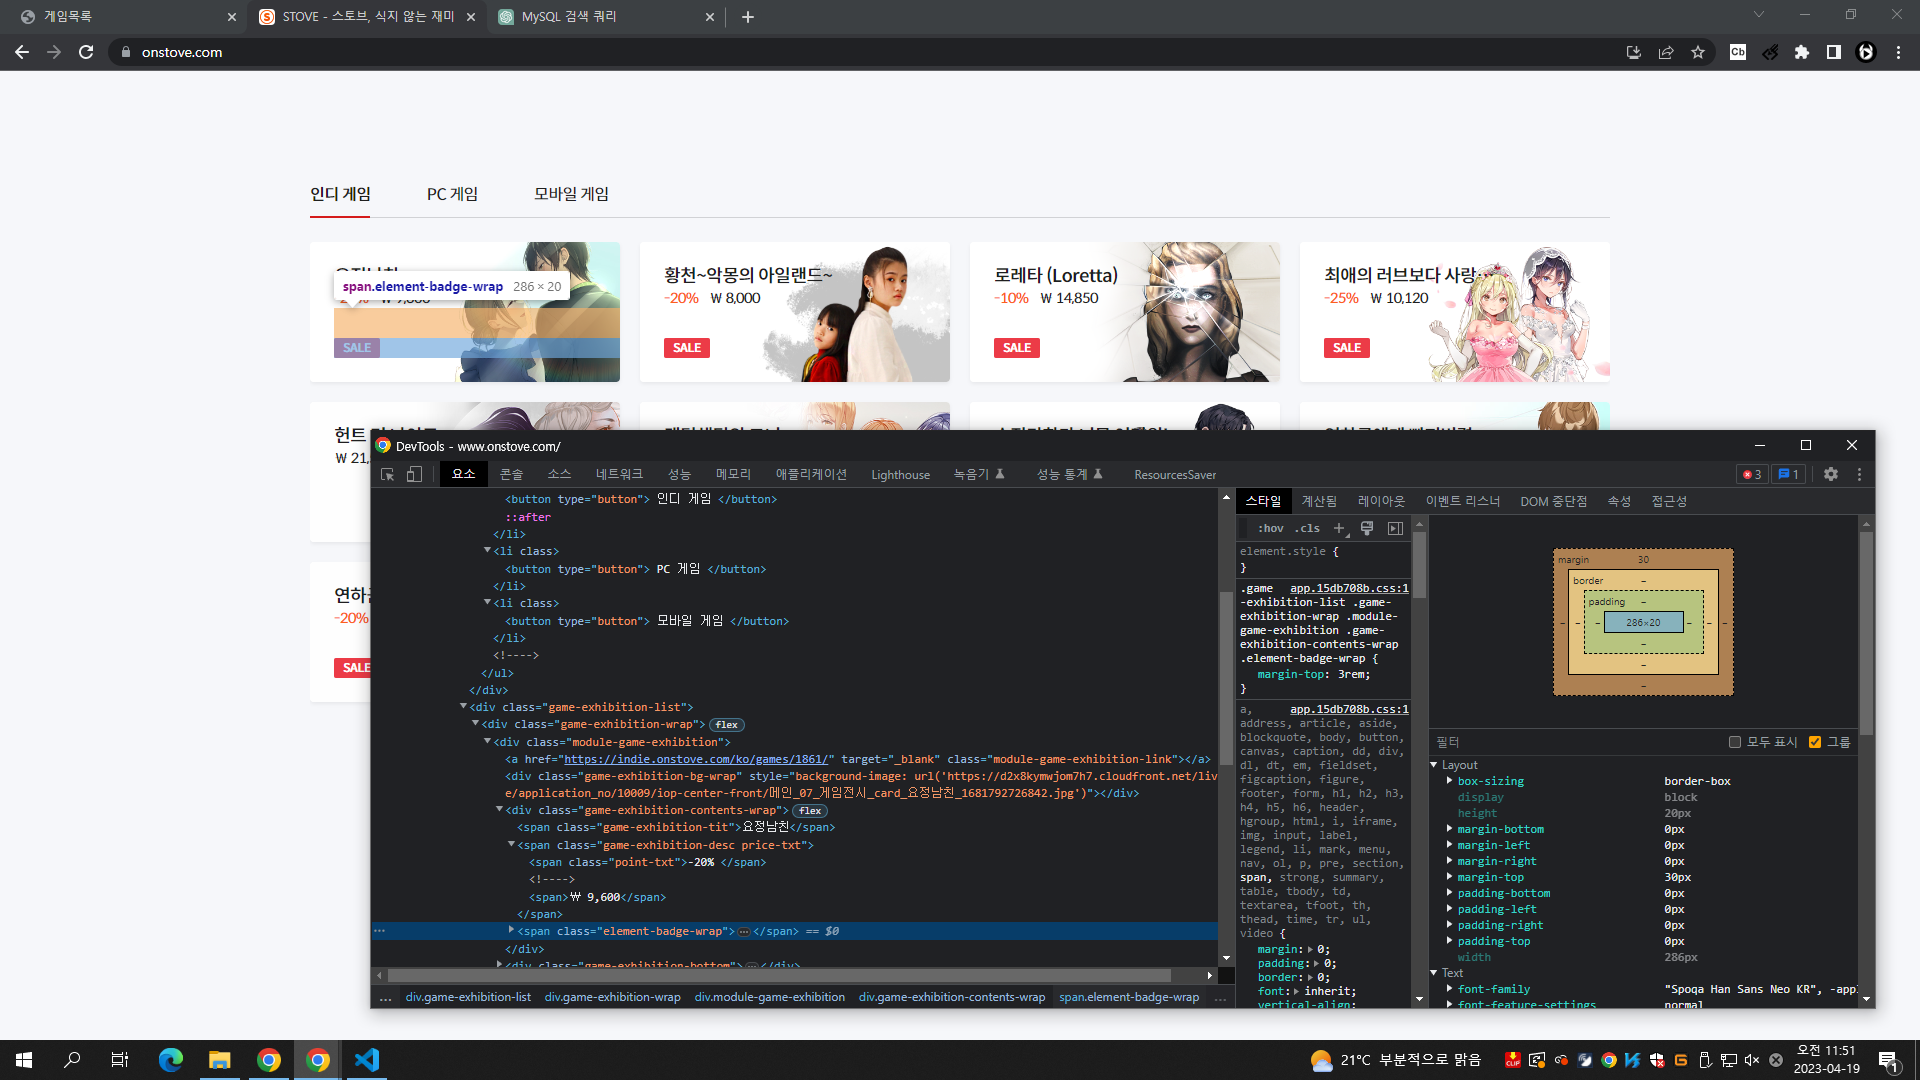 게임목록
STOVE - 스토브, 식지 않는 재미
MySQL 검색 쿼리
onstove.com
Cb
인디 게임
PC 게임
모바일 게임
span.element-badge-wrap 286 × 20
SALE
황천~악몽의 아일랜드~
-20% ₩ 8,000
SALE
로레타 (Loretta)
-10% ₩ 14,850
SALE
최애의 러브보다 사랑
-25% ₩ 10,120
SALE
헌트
₩ 21,
연하
-20%
SALE
DevTools - www.onstove.com/
요소 콘솔 소스 네트워크 성능 메모리 애플리케이션 Lighthouse 녹음기 성능 통계 ResourcesSaver
3 1
<button type="button"> 인디 게임 </button>
::after
</li>
<li class>
<button type="button"> PC 게임 </button>
</li>
<li class>
<button type="button"> 모바일 게임 </button>
</li>
<!---->
</ul>
</div>
<div class="game-exhibition-list">
<div class="game-exhibition-wrap"> flex
<div class="module-game-exhibition">
<a href="https://indie.onstove.com/ko/games/1861/" target="_blank" class="module-game-exhibition-link"></a>
<div class="game-exhibition-bg-wrap" style="background-image: url('https://d2x8kymwjom7h7.cloudfront.net/liv
e/application_no/10009/iop-center-front/메인_07_게임전시_card_요정남친_1681792726842.jpg')"></div>
<div class="game-exhibition-contents-wrap"> flex
<span class="game-exhibition-tit">요정남친</span>
<span class="game-exhibition-desc price-txt">
<span class="point-txt">-20% </span>
<!---->
<span>₩ 9,600</span>
</span>
<span class="element-badge-wrap">…</span> == $0
</div>
<div class="game-exhibition-bottom">…</div>
… div.game-exhibition-list div.game-exhibition-wrap div.module-game-exhibition div.game-exhibition-contents-wrap span.element-badge-wrap …
스타일 계산됨 레이아웃 이벤트 리스너 DOM 중단점 속성 접근성
:hov .cls
element.style {
}
.game app.15db708b.css:1
-exhibition-list .game-
exhibition-wrap .module-
game-exhibition .game-
exhibition-contents-wrap
.element-badge-wrap {
margin-top: 3rem;
}
a, app.15db708b.css:1
address, article, aside,
blockquote, body, button,
canvas, caption, dd, div,
dl, dt, em, fieldset,
figcaption, figure,
footer, form, h1, h2, h3,
h4, h5, h6, header,
hgroup, html, i, iframe,
img, input, label,
legend, li, mark, menu,
nav, ol, p, pre, section,
span, strong, summary,
table, tbody, td,
textarea, tfoot, th,
thead, time, tr, ul,
video {
margin: 0;
padding: 0;
border: 0;
font: inherit;
vertical-align:
margin 30
border –
padding –
286×20
필터
모두 표시 그룹
Layout
box-sizing border-box
display block
height 20px
margin-bottom 0px
margin-left 0px
margin-right 0px
margin-top 30px
padding-bottom 0px
padding-left 0px
padding-right 0px
padding-top 0px
width 286px
Text
font-family "Spoqa Han Sans Neo KR", -appl
font-feature-settings normal
21°C 부분적으로 맑음
오전 11:51
2023-04-19
1